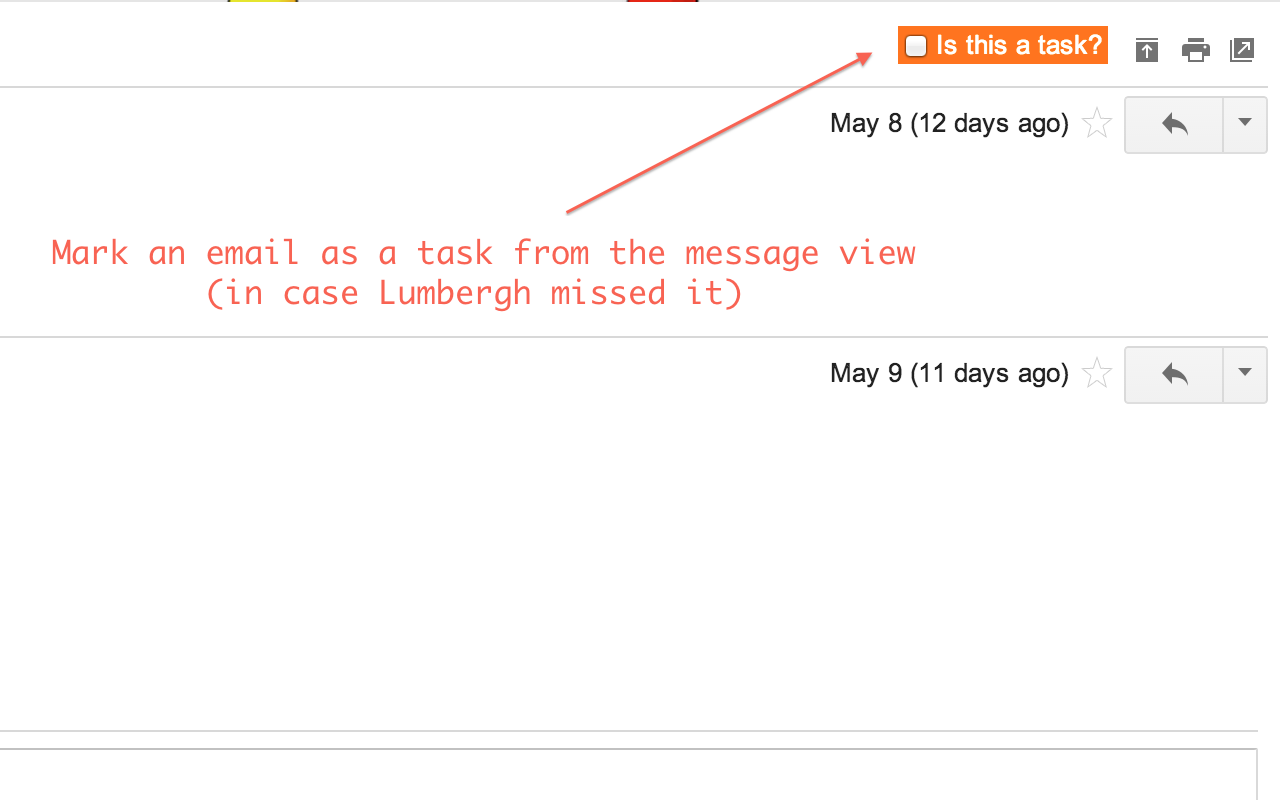 Is this a task?
May 8 (12 days ago)
Mark an email as a task from the message view
(in case Lumbergh missed it)
May 9 (11 days ago)